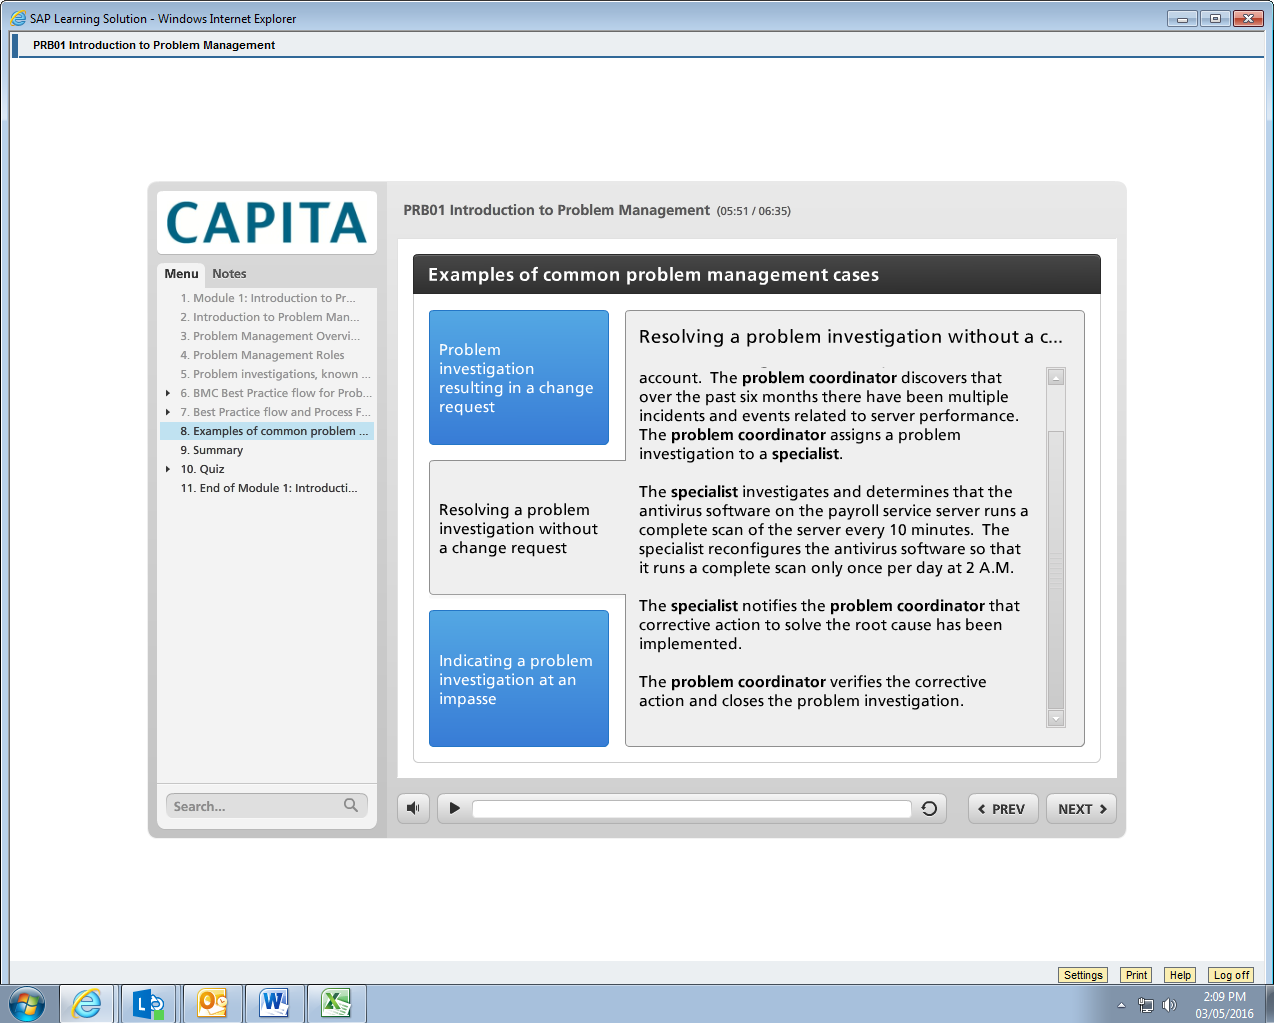 SAP Learning Solution - Windows Internet Explorer
PRB01 Introduction to Problem Management
CAPITA
Menu
Notes
1. Module 1: Introduction to Pr...
2. Introduction to Problem Man...
3. Problem Management Overvi...
4. Problem Management Roles
5. Problem investigations, known ...
6. BMC Best Practice flow for Prob...
7. Best Practice flow and Process F...
8. Examples of common problem ...
9. Summary
10. Quiz
11. End of Module 1: Introducti...
Search...
PRB01 Introduction to Problem Management (05:51 / 06:35)
Examples of common problem management cases
Problem
investigation
resulting in a change
request
Resolving a problem
investigation without
a change request
Indicating a problem
investigation at an
impasse
Resolving a problem investigation without a c...
account. The problem coordinator discovers that
over the past six months there have been multiple
incidents and events related to server performance.
The problem coordinator assigns a problem
investigation to a specialist.
The specialist investigates and determines that the
antivirus software on the payroll service server runs a
complete scan of the server every 10 minutes. The
specialist reconfigures the antivirus software so that
it runs a complete scan only once per day at 2 A.M.
The specialist notifies the problem coordinator that
corrective action to solve the root cause has been
implemented.
The problem coordinator verifies the corrective
action and closes the problem investigation.
PREV
NEXT
Settings
Print
Help
Log off
2:09 PM
03/05/2016